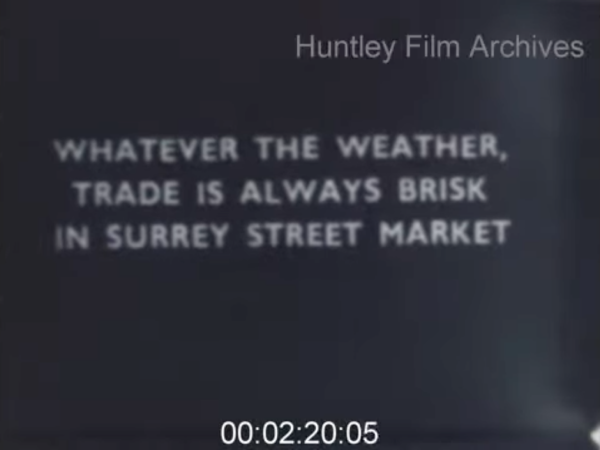 Huntley Film Archives
WHATEVER THE WEATHER,
TRADE IS ALWAYS BRISK
IN SURREY STREET MARKET
00:02:20:05